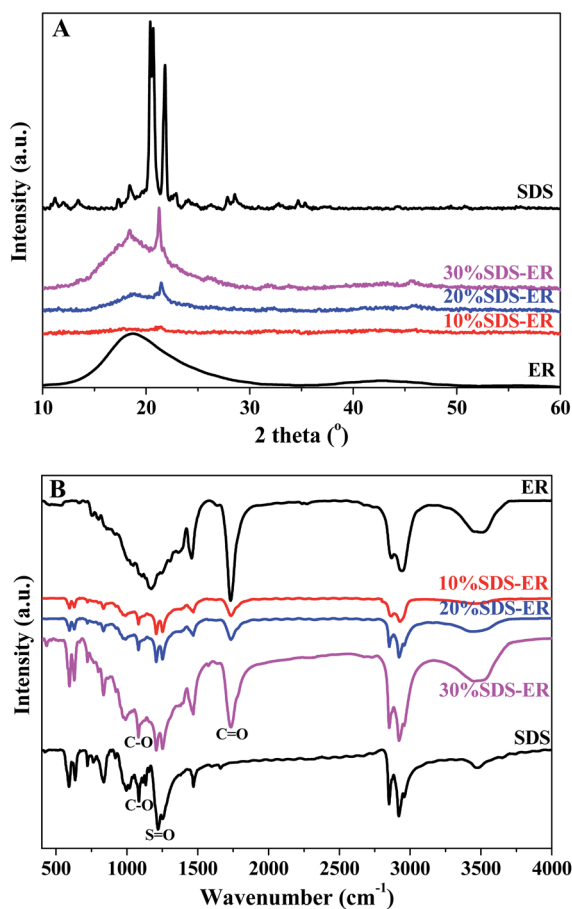 A
Intensity (a.u.)
SDS
30%SDS-ER
20%SDS-ER
10%SDS-ER
ER
10 20 30 40 50 60
2 theta (º)
B
Intensity (a.u.)
ER
10%SDS-ER
20%SDS-ER
30%SDS-ER
C-O C=O
SDS
C-O
S=O
500 1000 1500 2000 2500 3000 3500 4000
Wavenumber (cm⁻¹)